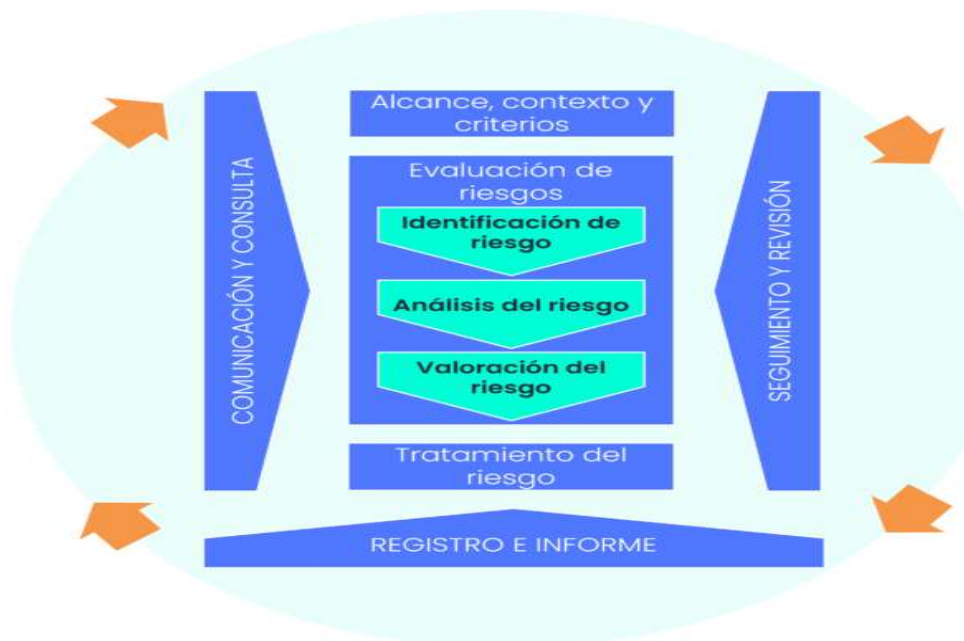 Alcance, contexto y
criterios
Evaluación de
riesgos
Identificación de
riesgo
Análisis del riesgo
Valoración del
riesgo
Tratamiento del
riesgo
COMUNICACIÓN Y CONSULTA
SEGUIMIENTO Y REVISIÓN
REGISTRO E INFORME